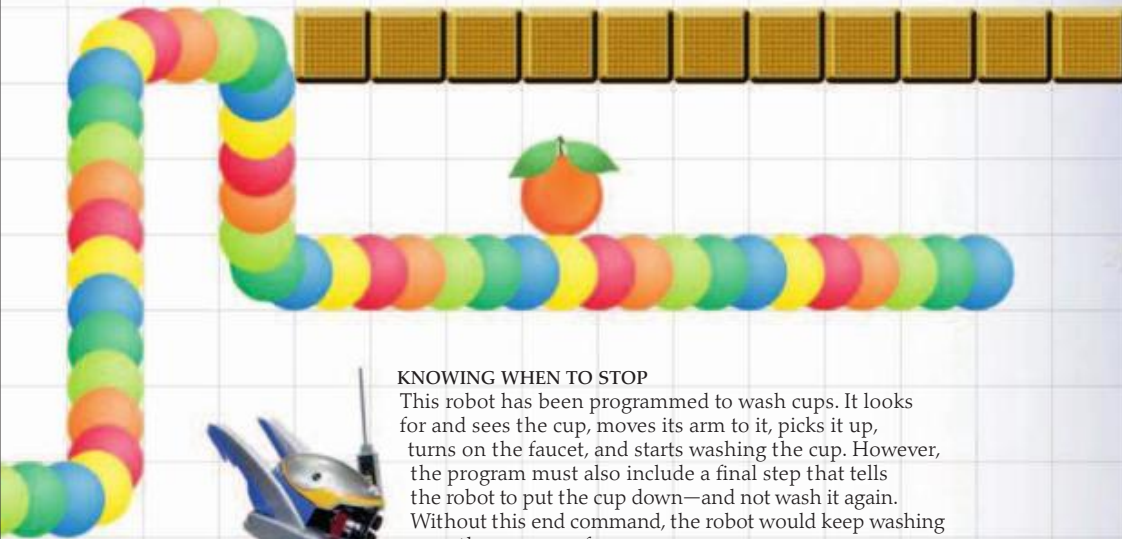 KNOWING WHEN TO STOP
This robot has been programmed to wash cups. It looks
for and sees the cup, moves its arm to it, picks it up,
turns on the faucet, and starts washing the cup. However,
the program must also include a final step that tells
the robot to put the cup down—and not wash it again.
Without this end command, the robot would keep washing